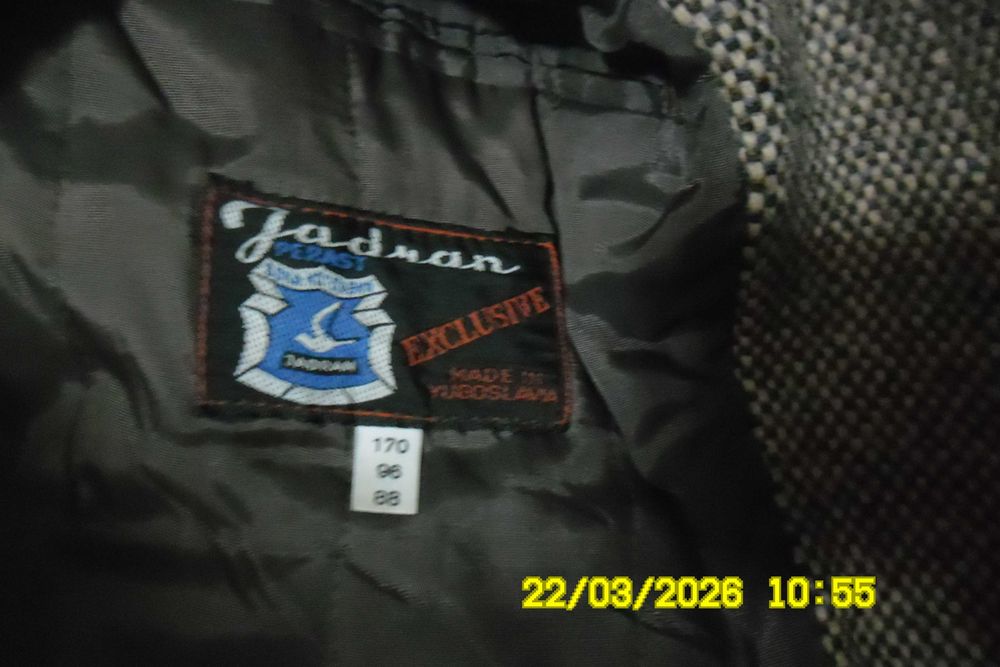 Jadran
PERAST
JADRAN
EXCLUSIVE
MADE IN
YUGOSLAVIA
170
96
88
22/03/2026 10:55